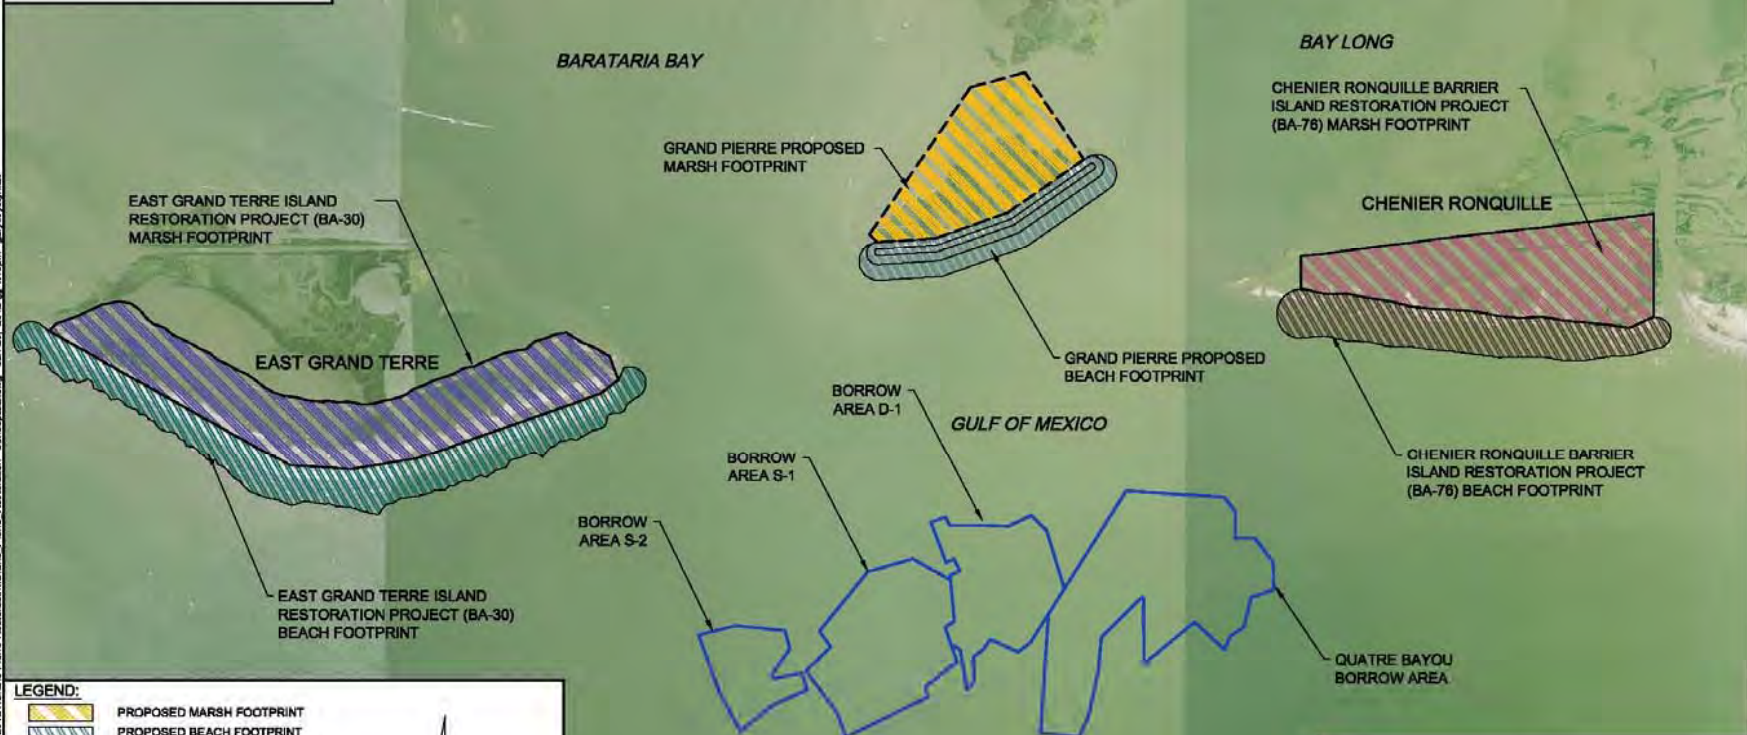 BARATARIA BAY
BAY LONG
CHENIER RONQUILLE BARRIER
ISLAND RESTORATION PROJECT
(BA-76) MARSH FOOTPRINT
GRAND PIERRE PROPOSED
MARSH FOOTPRINT
EAST GRAND TERRE ISLAND
RESTORATION PROJECT (BA-30)
MARSH FOOTPRINT
CHENIER RONQUILLE
EAST GRAND TERRE
GRAND PIERRE PROPOSED
BEACH FOOTPRINT
BORROW
AREA D-1
GULF OF MEXICO
BORROW
AREA S-1
CHENIER RONQUILLE BARRIER
ISLAND RESTORATION PROJECT
(BA-76) BEACH FOOTPRINT
BORROW
AREA S-2
EAST GRAND TERRE ISLAND
RESTORATION PROJECT (BA-30)
BEACH FOOTPRINT
QUATRE BAYOU
BORROW AREA
LEGEND:
PROPOSED MARSH FOOTPRINT
PROPOSED BEACH FOOTPRINT